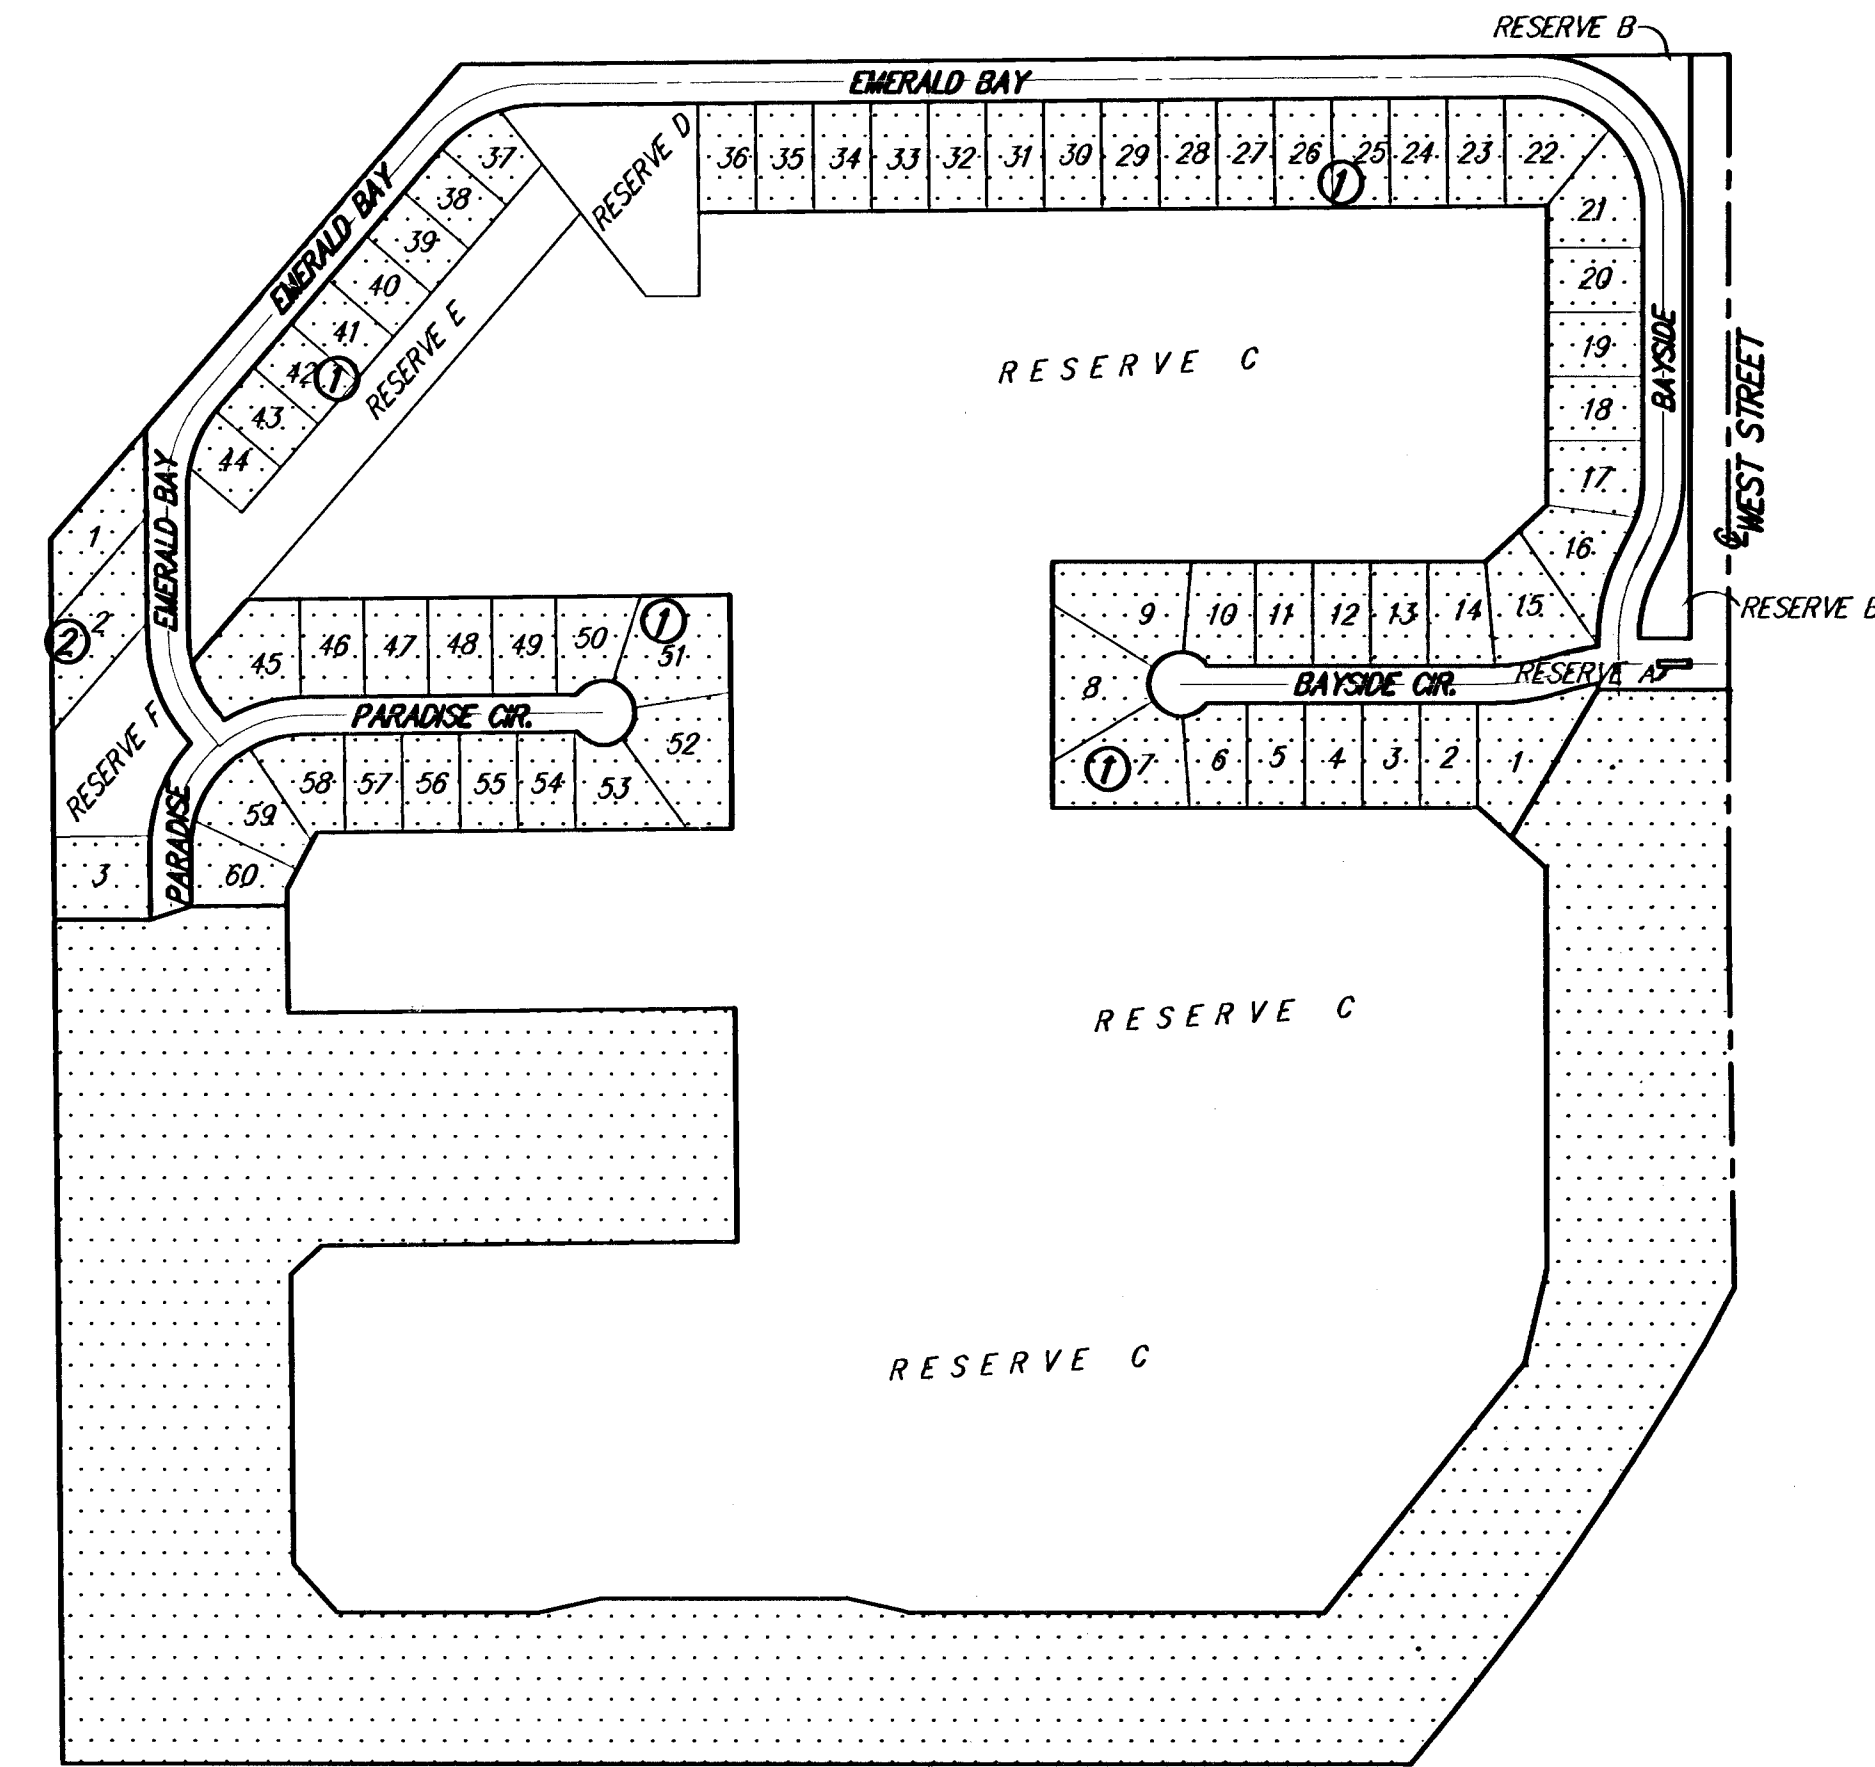 RESERVE B
EMERALD BAY
37
RESERVE D
36 35 34 33 32 31 30 29 28 27 26 25 24 23 22
1
38
21
39
EMERALD BAY
40
20
41
RESERVE E
RESERVE C
BAYSIDE
19
42
1
43
18
44
WEST STREET
17
EMERALD BAY
1
16
2
2
RESERVE B
45 46 47 48 49 50 1 51
9 10 11 12 13 14 15
RESERVE A
8
BAYSIDE CIR.
PARADISE CIR.
52
RESERVE F
1 7 6 5 4 3 2 1
59 58 57 56 55 54 53
PARADISE
3
60
RESERVE C
RESERVE C